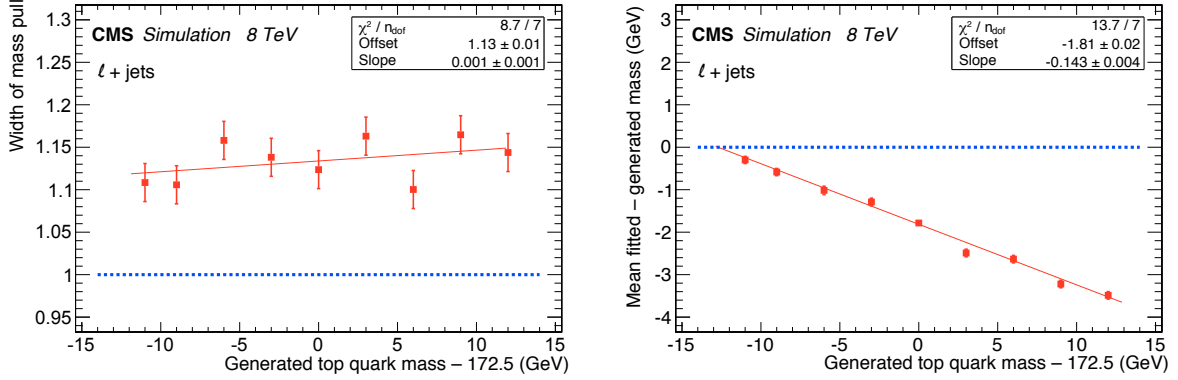 Width of mass pull
1.3
1.25
1.2
1.15
1.1
1.05
1
0.95
CMS Simulation 8 TeV
ℓ + jets
χ² / n_dof 8.7 / 7
Offset 1.13 ± 0.01
Slope 0.001 ± 0.001
-15 -10 -5 0 5 10 15
Generated top quark mass – 172.5 (GeV)
Mean fitted – generated mass (GeV)
3
2
1
0
-1
-2
-3
-4
CMS Simulation 8 TeV
ℓ + jets
χ² / n_dof 13.7 / 7
Offset -1.81 ± 0.02
Slope -0.143 ± 0.004
-15 -10 -5 0 5 10 15
Generated top quark mass – 172.5 (GeV)